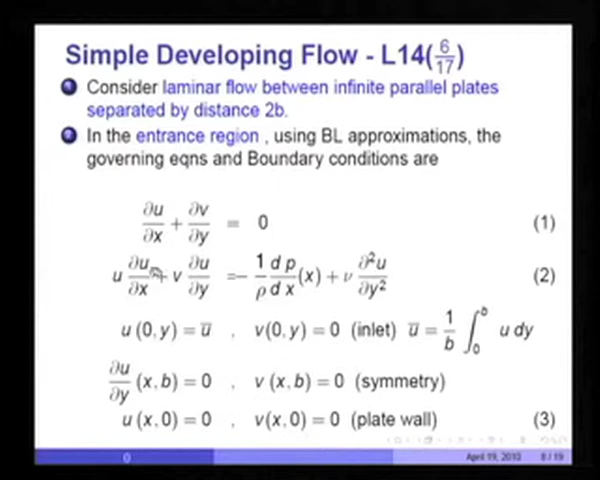 Simple Developing Flow - L14(6/17)
1 Consider laminar flow between infinite parallel plates
separated by distance 2b.
2 In the entrance region , using BL approximations, the
governing eqns and Boundary conditions are
∂u/∂x + ∂v/∂y = 0 (1)
u ∂u/∂x + v ∂u/∂y = − 1/ρ d p/d x (x) + ν ∂²u/∂y² (2)
u (0, y) = u̅ , v(0, y) = 0 (inlet) u̅ = 1/b ∫₀ᵇ u dy
∂u/∂y (x, b) = 0 , v (x, b) = 0 (symmetry)
u (x, 0) = 0 , v(x, 0) = 0 (plate wall) (3)
() April 19, 2010 8 / 19